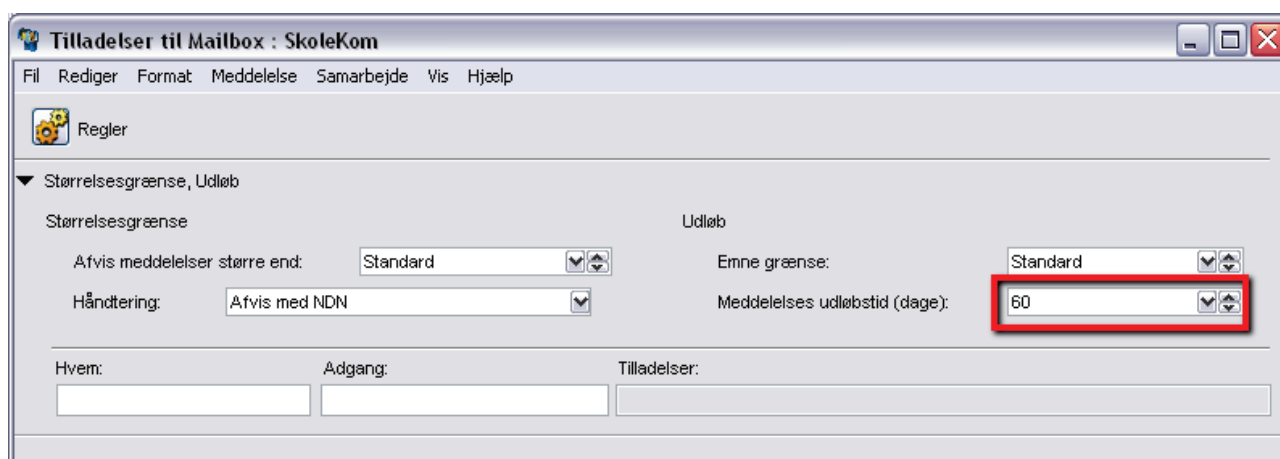 Tilladelser til Mailbox : SkoleKom
Fil Rediger Format Meddelelse Samarbejde Vis Hjælp
Regler
Størrelsesgrænse, Udløb
Størrelsesgrænse Udløb
Afvis meddelelser større end: Standard Emne grænse: Standard
Håndtering: Afvis med NDN Meddelelses udløbstid (dage): 60
Hvem: Adgang: Tilladelser: